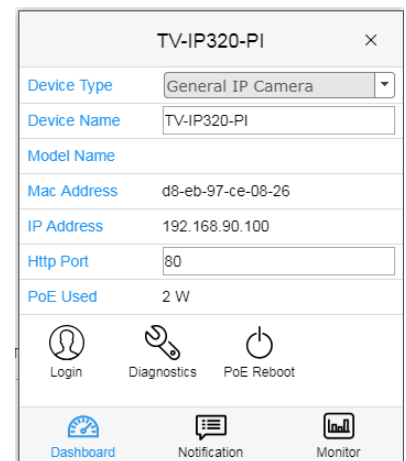 TV-IP320-PI ×
Device Type General IP Camera
Device Name TV-IP320-PI
Model Name
Mac Address d8-eb-97-ce-08-26
IP Address 192.168.90.100
Http Port 80
PoE Used 2 W
Login Diagnostics PoE Reboot
Dashboard Notification Monitor